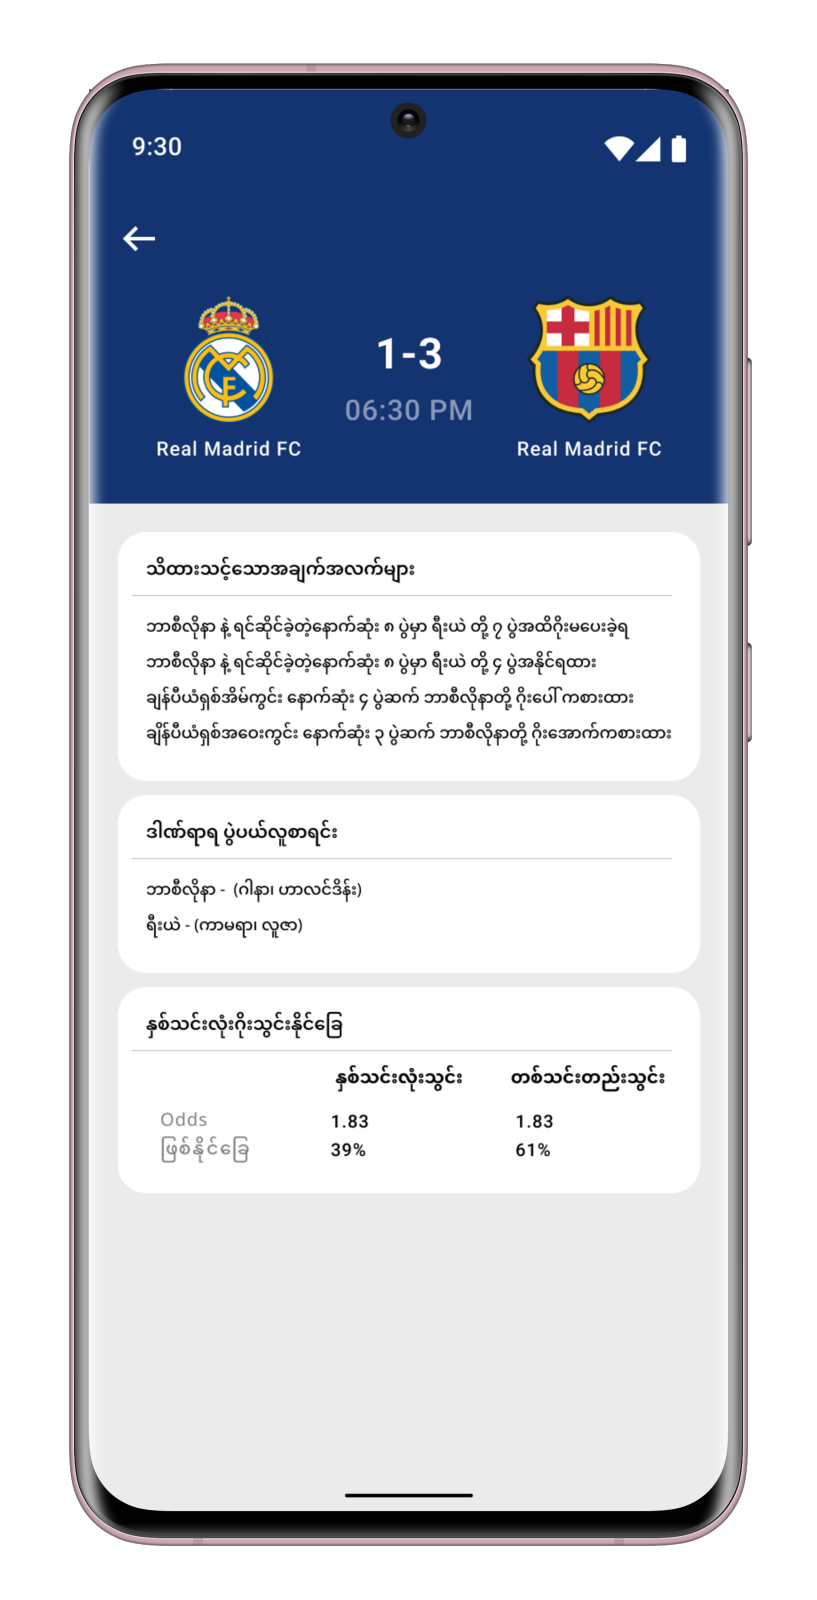 9:30
1-3
06:30 PM
Real Madrid FC
Real Madrid FC
သိထားသင့်သောအချက်အလက်များ
ဘာစီလိုနာ နဲ့ ရင်ဆိုင်ခဲ့တဲ့နောက်ဆုံး ၈ ပွဲမှာ ရီးယဲ တို့ ၇ ပွဲအထိဂိုးမပေးခဲ့ရ
ဘာစီလိုနာ နဲ့ ရင်ဆိုင်ခဲ့တဲ့နောက်ဆုံး ၈ ပွဲမှာ ရီးယဲ တို့ ၄ ပွဲအနိုင်ရထား
ချန်ပီယံရှစ်အိမ်ကွင်း နောက်ဆုံး ၄ ပွဲဆက် ဘာစီလိုနာတို့ ဂိုးပေါ် ကစားထား
ချိန်ပီယံရှစ်အဝေးကွင်း နောက်ဆုံး ၃ ပွဲဆက် ဘာစီလိုနာတို့ ဂိုးအောက်ကစားထား
ဒါဏ်ရာရ ပွဲပယ်လူစာရင်း
ဘာစီလိုနာ - (ဂါနာ၊ ဟာလင်ဒိန်း)
ရီးယဲ - (ကာမရာ၊ လူဇာ)
နှစ်သင်းလုံးဂိုးသွင်းနိုင်ခြေ
နှစ်သင်းလုံးသွင်း တစ်သင်းတည်းသွင်း
Odds 1.83 1.83
ဖြစ်နိုင်ခြေ 39% 61%